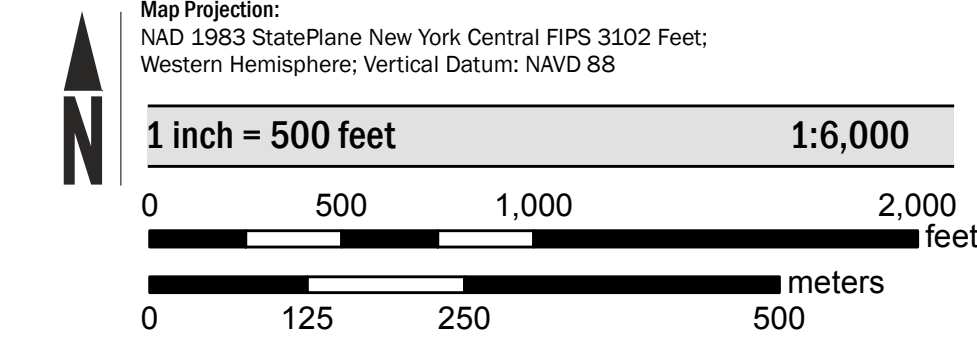 Map Projection:
NAD 1983 StatePlane New York Central FIPS 3102 Feet;
Western Hemisphere; Vertical Datum: NAVD 88
N
1 inch = 500 feet 1:6,000
0 500 1,000 2,000
feet
meters
0 125 250 500